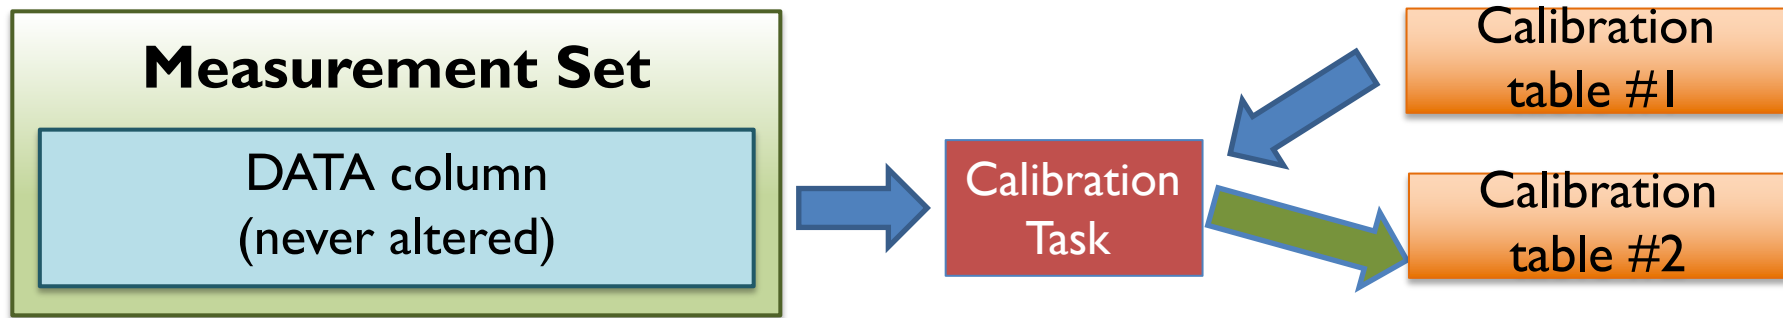 Measurement Set
DATA column
(never altered)
Calibration
Task
Calibration
table #1
Calibration
table #2